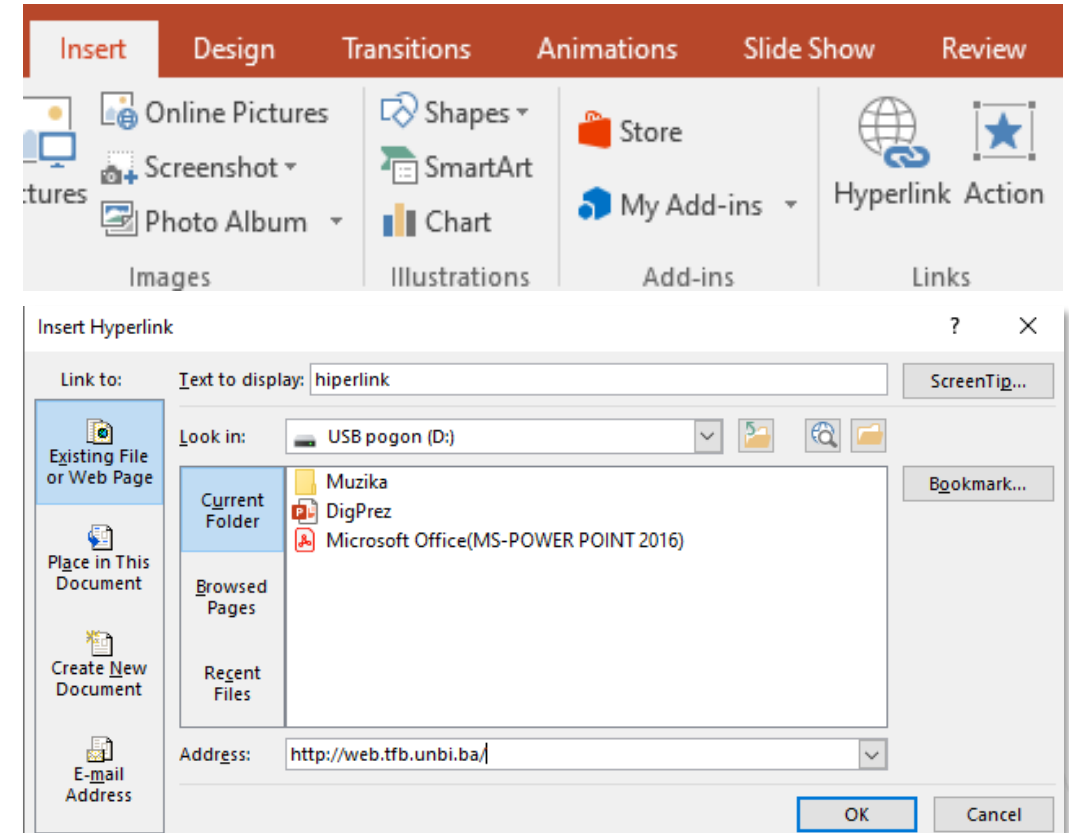 Insert Design Transitions Animations Slide Show Review
Online Pictures
Screenshot
tures
Photo Album
Images
Shapes
SmartArt
Chart
Illustrations
Store
My Add-ins
Add-ins
Hyperlink Action
Links
Insert Hyperlink ?
Link to:
Text to display: hiperlink
ScreenTip...
Existing File
or Web Page
Place in This
Document
Create New
Document
E-mail
Address
Look in: USB pogon (D:)
Current
Folder
Browsed
Pages
Recent
Files
Muzika
DigPrez
Microsoft Office(MS-POWER POINT 2016)
Bookmark...
Address: http://web.tfb.unbi.ba/
OK Cancel